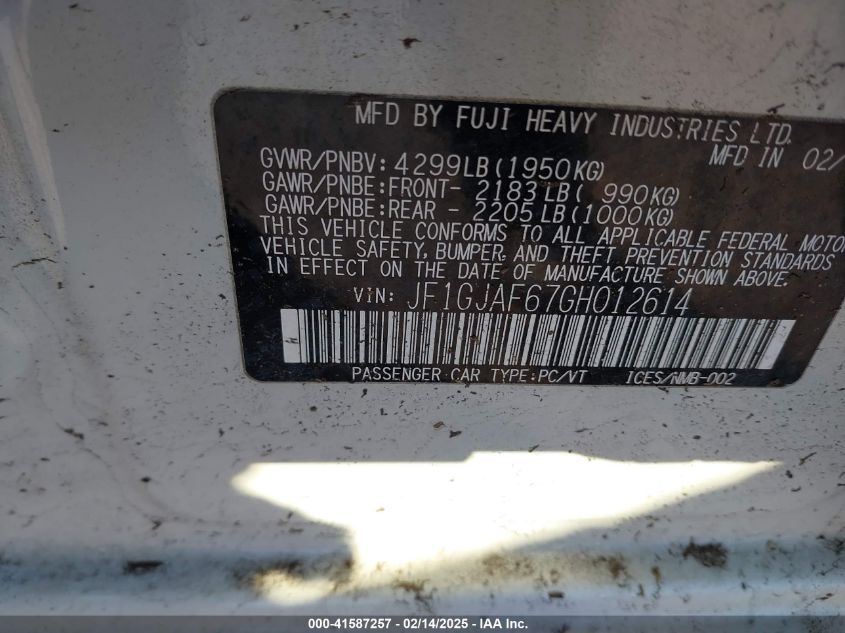 MFD BY FUJI HEAVY INDUSTRIES LTD.
MFD IN 02/
GVWR/PNBV: 4299LB(1950KG)
GAWR/PNBE:FRONT- 2183LB( 990KG)
GAWR/PNBE:REAR - 2205LB(1000KG)
THIS VEHICLE CONFORMS TO ALL APPLICABLE FEDERAL MOTO
VEHICLE SAFETY, BUMPER, AND THEFT PREVENTION STANDARDS
IN EFFECT ON THE DATE OF MANUFACTURE SHOWN ABOVE.
VIN: JF1GJAF67GH012614
PASSENGER CAR TYPE:PC/VT ICES/NMB-002
000-41587257 - 02/14/2025 - IAA Inc.